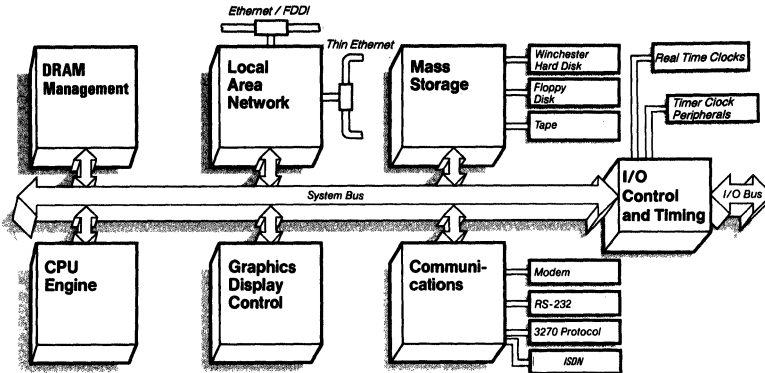 Ethernet / FDDI
Thin Ethernet
DRAM
Management
Local
Area
Network
Mass
Storage
Winchester
Hard Disk
Floppy
Disk
Tape
Real Time Clocks
Timer Clock
Peripherals
I/O
Control
and Timing
I/O Bus
System Bus
CPU
Engine
Graphics
Display
Control
Communi-
cations
Modem
RS-232
3270 Protocol
ISDN